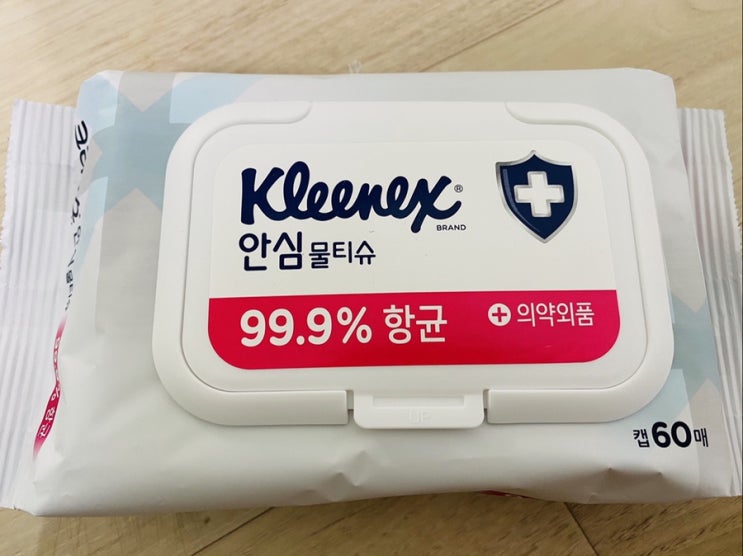 Kleenex®
BRAND
안심 물티슈
99.9% 항균
의약외품
UP
캡 60매